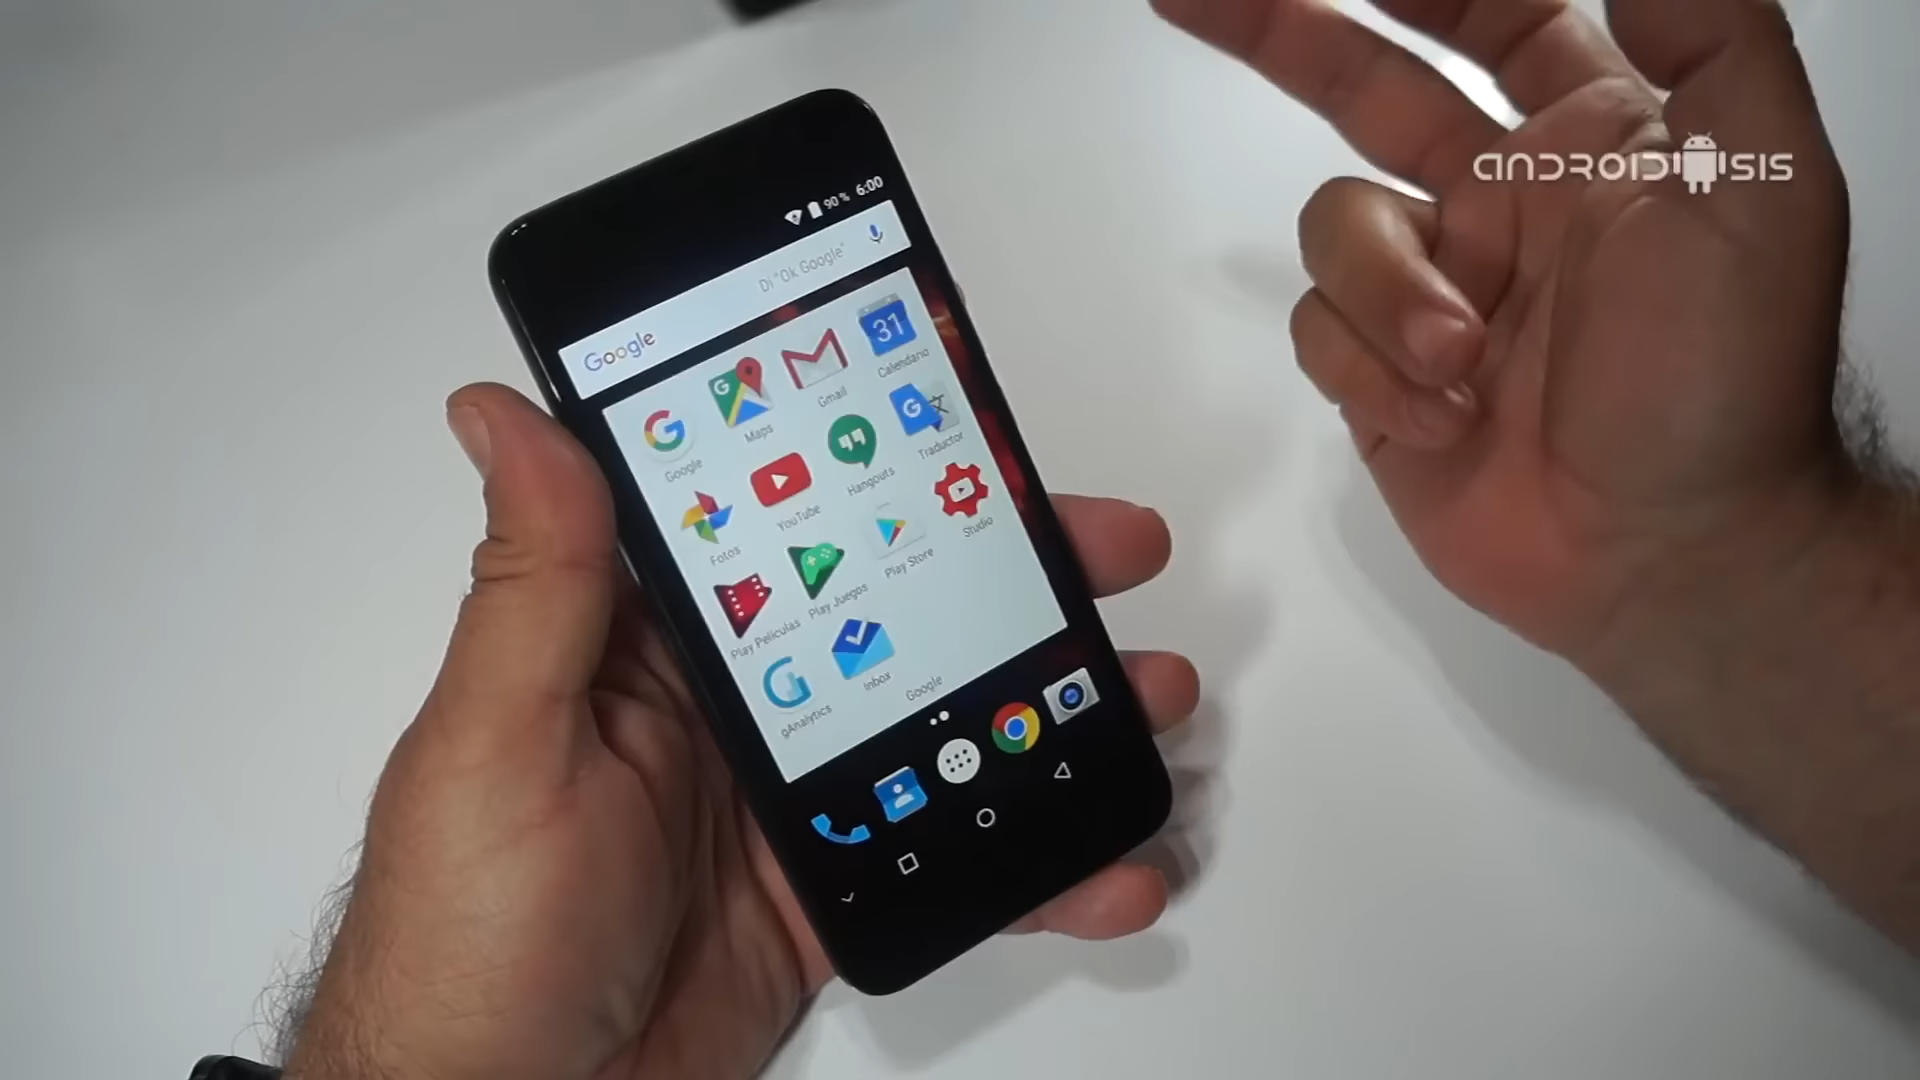 ANDROIDSIS
90 % 6:00
Google Di "Ok Google"
Google
Maps
Gmail
31
Calendario
Fotos
YouTube
Hangouts
Traductor
Play Películas
Play Juegos
Play Store
Studio
gAnalytics
Inbox
Google